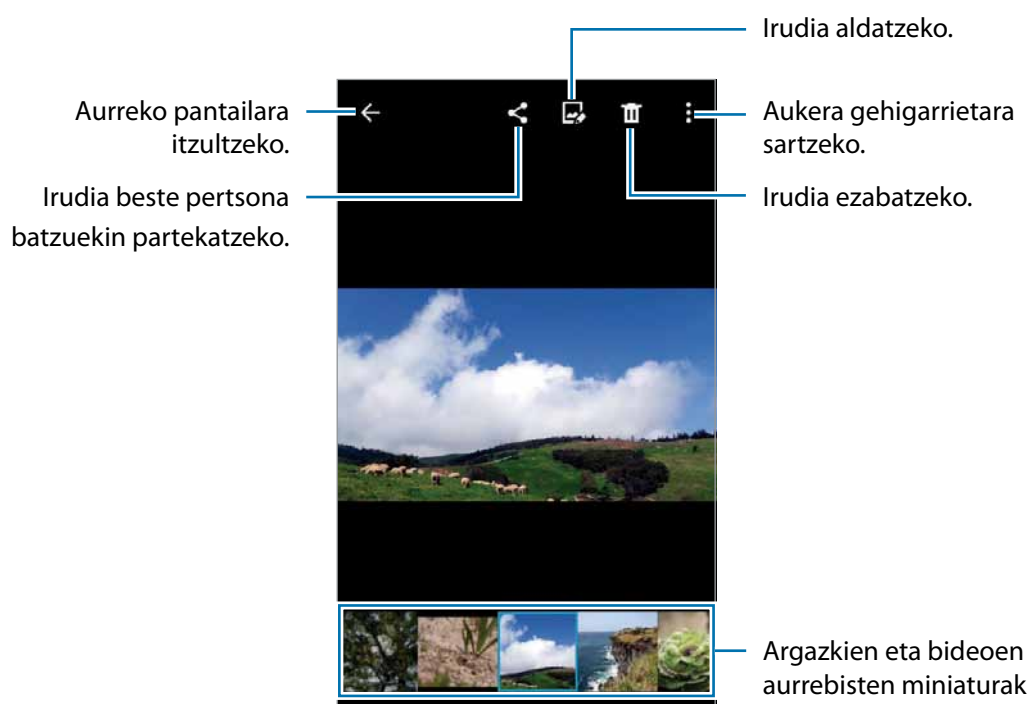 Irudia aldatzeko.
Aurreko pantailara
itzultzeko.
Aukera gehigarrietara
sartzeko.
Irudia beste pertsona
batzuekin partekatzeko.
Irudia ezabatzeko.
Argazkien eta bideoen
aurrebisten miniaturak